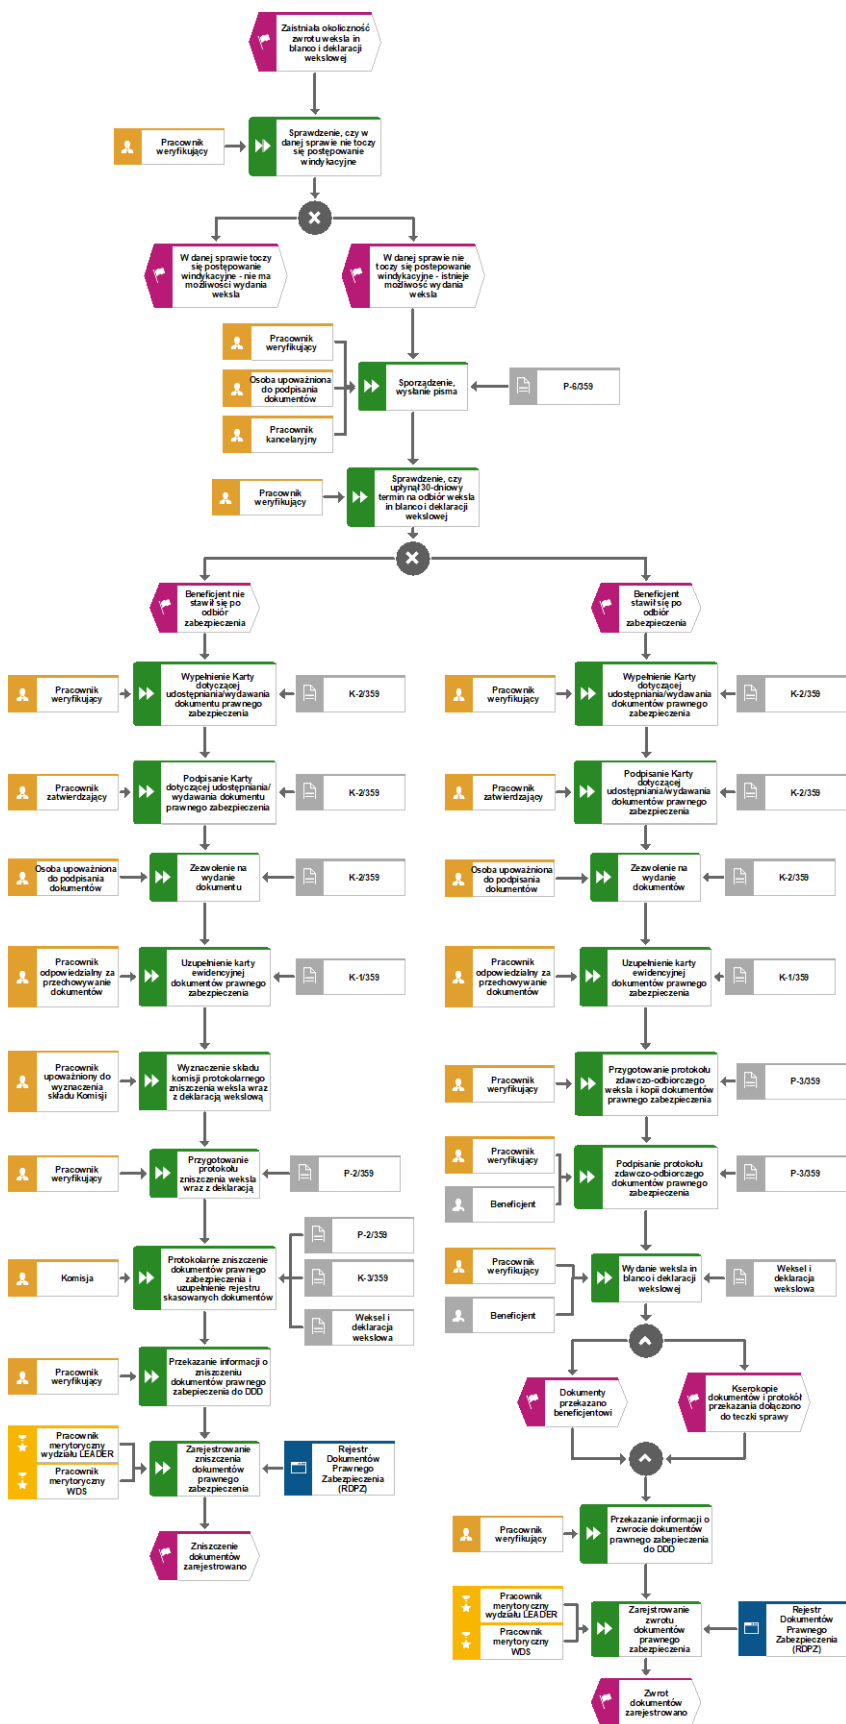 Zaistniała okoliczność
zwrotu weksla in
blanco i deklaracji
wekslowej
Pracownik
weryfikujący
Sprawdzenie, czy w
danej sprawie nie toczy
się postępowanie
windykacyjne
W danej sprawie toczy
się postępowanie
windykacyjne - nie ma
możliwości wydania
weksla
W danej sprawie nie
toczy się postepowanie
windykacyjne - istnieje
możliwość wydania
weksla
Pracownik
weryfikujący
Osoba upoważniona
do podpisania
dokumentów
Pracownik
kancelaryjny
Sporządzenie,
wysłanie pisma
P-6/359
Pracownik
weryfikujący
Sprawdzenie, czy
upłynął 30-dniowy
termin na odbiór weksla
in blanco i deklaracji
wekslowej
Beneficjent nie
stawił się po
odbiór
zabezpieczenia
Beneficjent
stawił się po
odbiór
zabezpieczenia
Pracownik
weryfikujący
Wypełnienie Karty
dotyczącej
udostępniania/wydawania
dokumentu prawnego
zabezpieczenia
K-2/359
Pracownik
weryfikujący
Wypełnienie Karty
dotyczącej
udostępniania/wydawania
dokumentów prawnego
zabezpieczenia
K-2/359
Pracownik
zatwierdzający
Podpisanie Karty
dotyczącej udostępniania/
wydawania dokumentu
prawnego zabezpieczenia
K-2/359
Pracownik
zatwierdzający
Podpisanie Karty
dotyczącej
udostępniania/wydawania
dokumentów prawnego
zabezpieczenia
K-2/359
Osoba upoważniona
do podpisania
dokumentów
Zezwolenie na
wydanie
dokumentu
K-2/359
Osoba upoważniona
do podpisania
dokumentów
Zezwolenie na
wydanie
dokumentów
K-2/359
Pracownik
odpowiedzialny za
przechowywanie
dokumentów
Uzupełnienie karty
ewidencyjnej
dokumentów prawnego
zabezpieczenia
K-1/359
Pracownik
odpowiedzialny za
przechowywanie
dokumentów
Uzupełnienie karty
ewidencyjnej
dokumentów prawnego
zabezpieczenia
K-1/359
Pracownik
upoważniony do
wyznaczenia
składu Komisji
Wyznaczenie składu
komisji protokolarnego
zniszczenia weksla wraz
z deklaracją wekslową
Pracownik
weryfikujący
Przygotowanie protokołu
zdawczo-odbiorczego
weksla i kopii dokumentów
prawnego zabezpieczenia
P-3/359
Pracownik
weryfikujący
Przygotowanie
protokołu
zniszczenia weksla
wraz z deklaracją
P-2/359
Pracownik
weryfikujący
Beneficjent
Podpisanie protokołu
zdawczo-odbiorczego
dokumentów prawnego
zabezpieczenia
P-3/359
Komisja
Protokolarne zniszczenie
dokumentów prawnego
zabezpieczenia i
uzupełnienie rejestru
skasowanych dokumentów
P-2/359
K-3/359
Weksel i
deklaracja
wekslowa
Pracownik
weryfikujący
Beneficjent
Wydanie weksla in
blanco i deklaracji
wekslowej
Weksel i
deklaracja
wekslowa
Pracownik
weryfikujący
Przekazanie informacji o
zniszczeniu
dokumentów prawnego
zabepieczenia do DDD
Dokumenty
przekazano
beneficjentowi
Kserokopie
dokumentów i protokół
przekazania dołączono
do teczki sprawy
Pracownik
merytoryczny
wydziału LEADER
Pracownik
merytoryczny
WDS
Zarejestrowanie
zniszczenia
dokumentów
prawnego
zabezpieczenia
Rejestr
Dokumentów
Prawnego
Zabezpieczenia
(RDPZ)
Zniszczenie
dokumentów
zarejestrowano
Pracownik
weryfikujący
Przekazanie informacji o
zwrocie dokumentów
prawnego zabepieczenia
do DDD
Pracownik
merytoryczny
wydziału LEADER
Pracownik
merytoryczny
WDS
Zarejstrowanie
zwrotu
dokumentów
prawnego
zabezpieczenia
Rejestr
Dokumentów
Prawnego
Zabezpieczenia
(RDPZ)
Zwrot
dokumentów
zarejestrowano